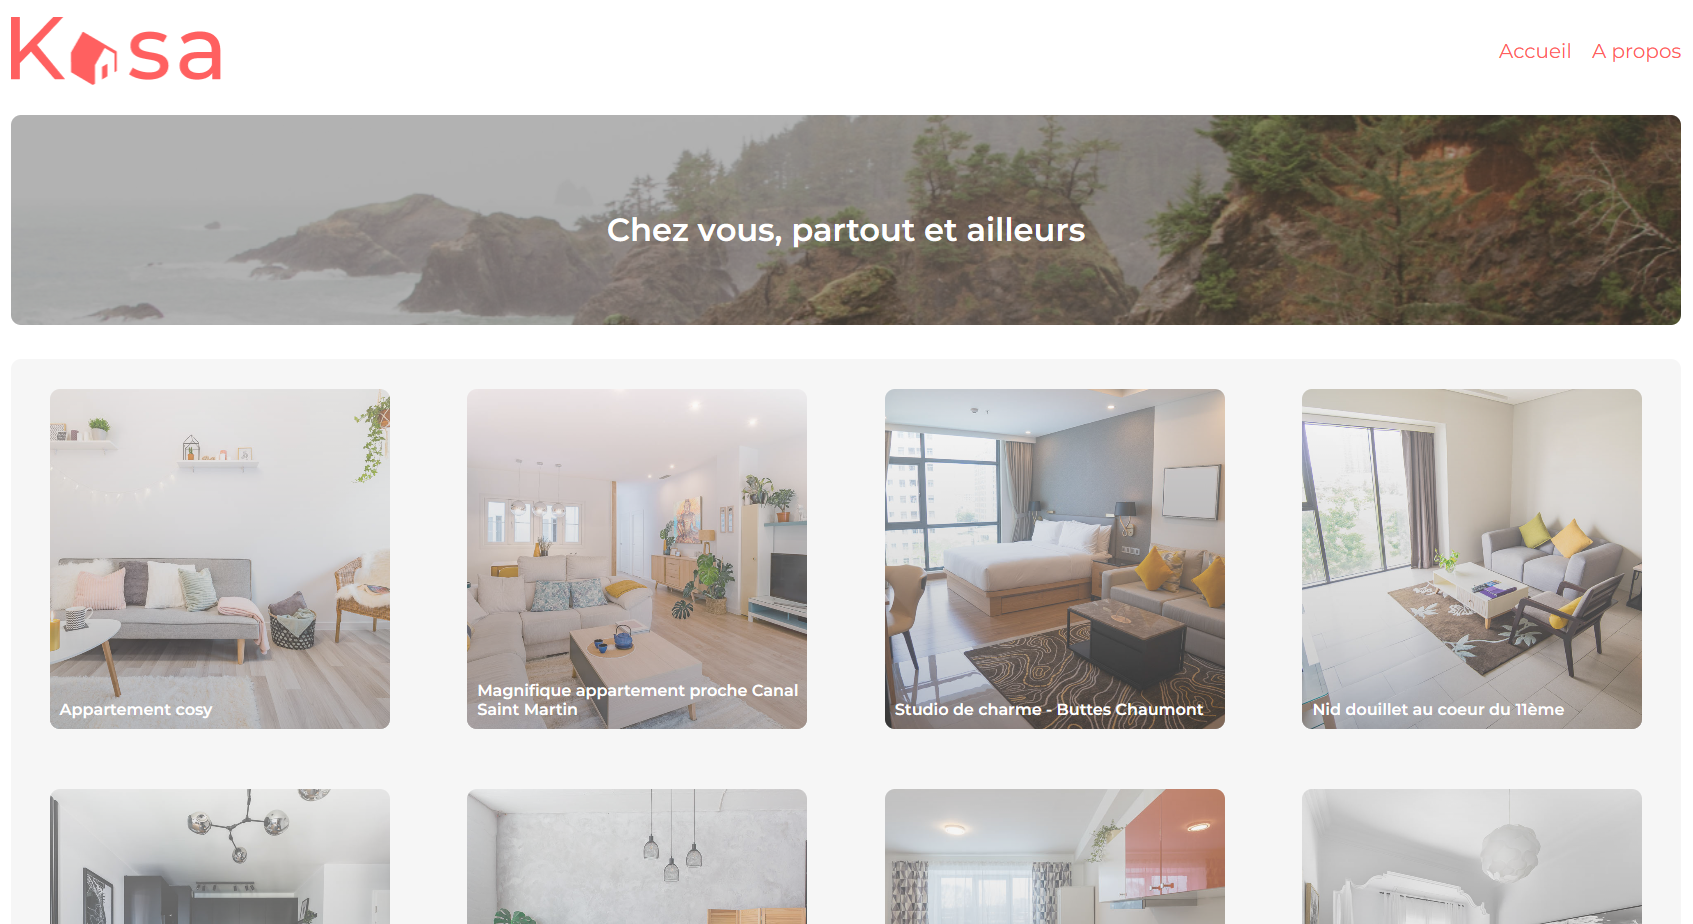 Kasa
Accueil
A propos
Chez vous, partout et ailleurs
Appartement cosy
Magnifique appartement proche Canal
Saint Martin
Studio de charme - Buttes Chaumont
Nid douillet au coeur du 11ème